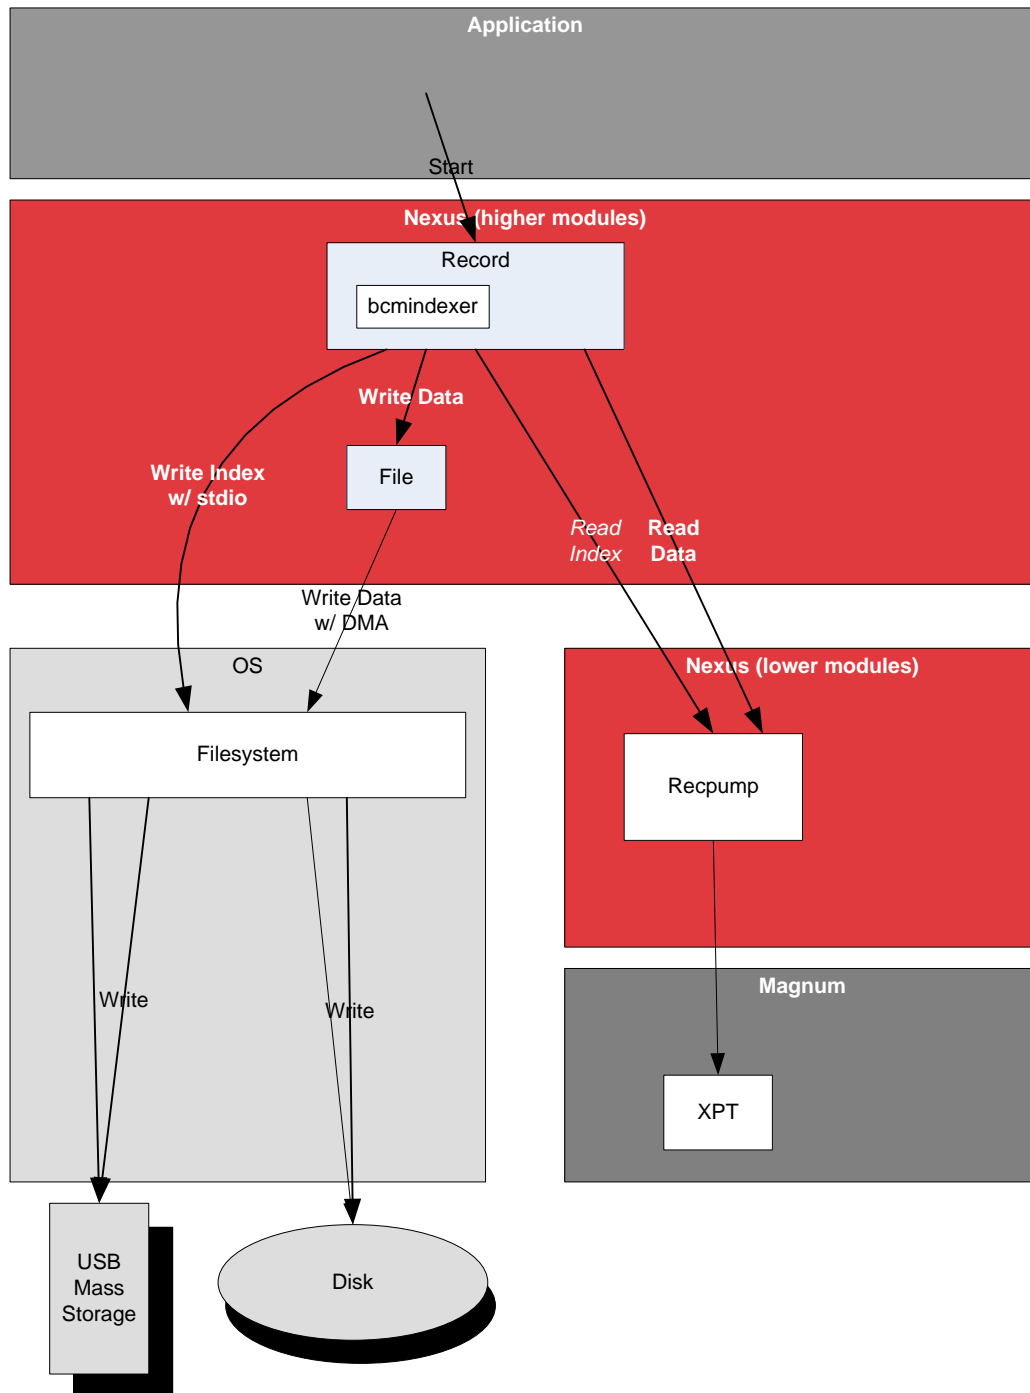 Application
Start
Nexus (higher modules)
Record
bcmindexer
Write Data
Write Index
w/ stdio
File
Read
Index
Read
Data
Write Data
w/ DMA
OS
Nexus (lower modules)
Filesystem
Recpump
Magnum
Write
Write
XPT
USB
Mass
Storage
Disk